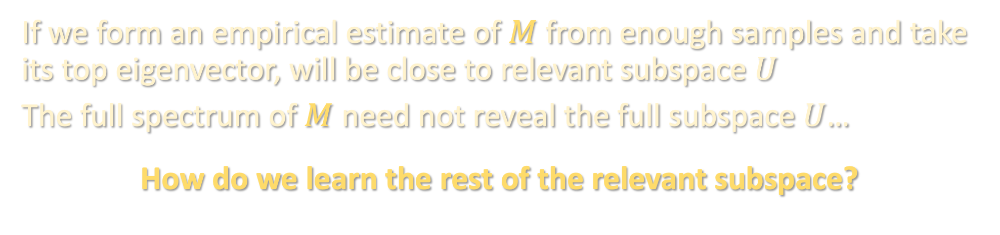 If we form an empirical estimate of M from enough samples and take
its top eigenvector, will be close to relevant subspace U
The full spectrum of M need not reveal the full subspace U...
How do we learn the rest of the relevant subspace?